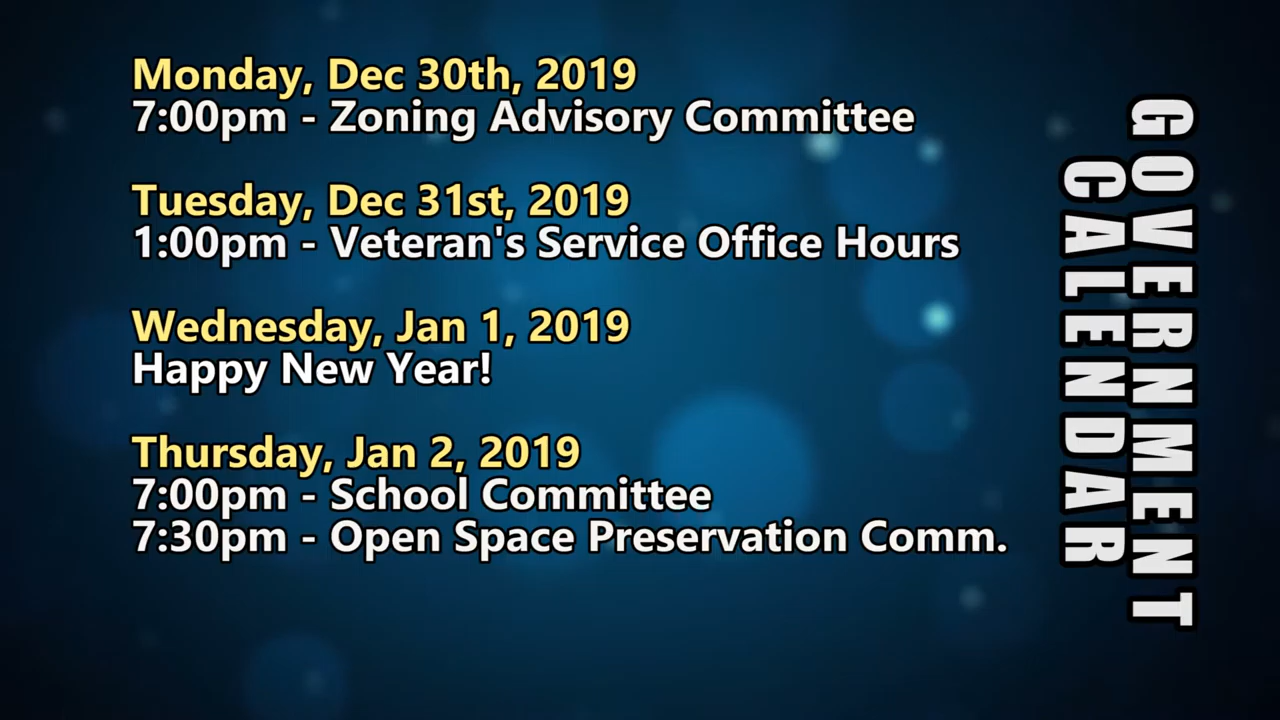 Monday, Dec 30th, 2019
7:00pm - Zoning Advisory Committee
Tuesday, Dec 31st, 2019
1:00pm - Veteran's Service Office Hours
Wednesday, Jan 1, 2019
Happy New Year!
Thursday, Jan 2, 2019
7:00pm - School Committee
7:30pm - Open Space Preservation Comm.
GOVERNMENT
CALENDAR